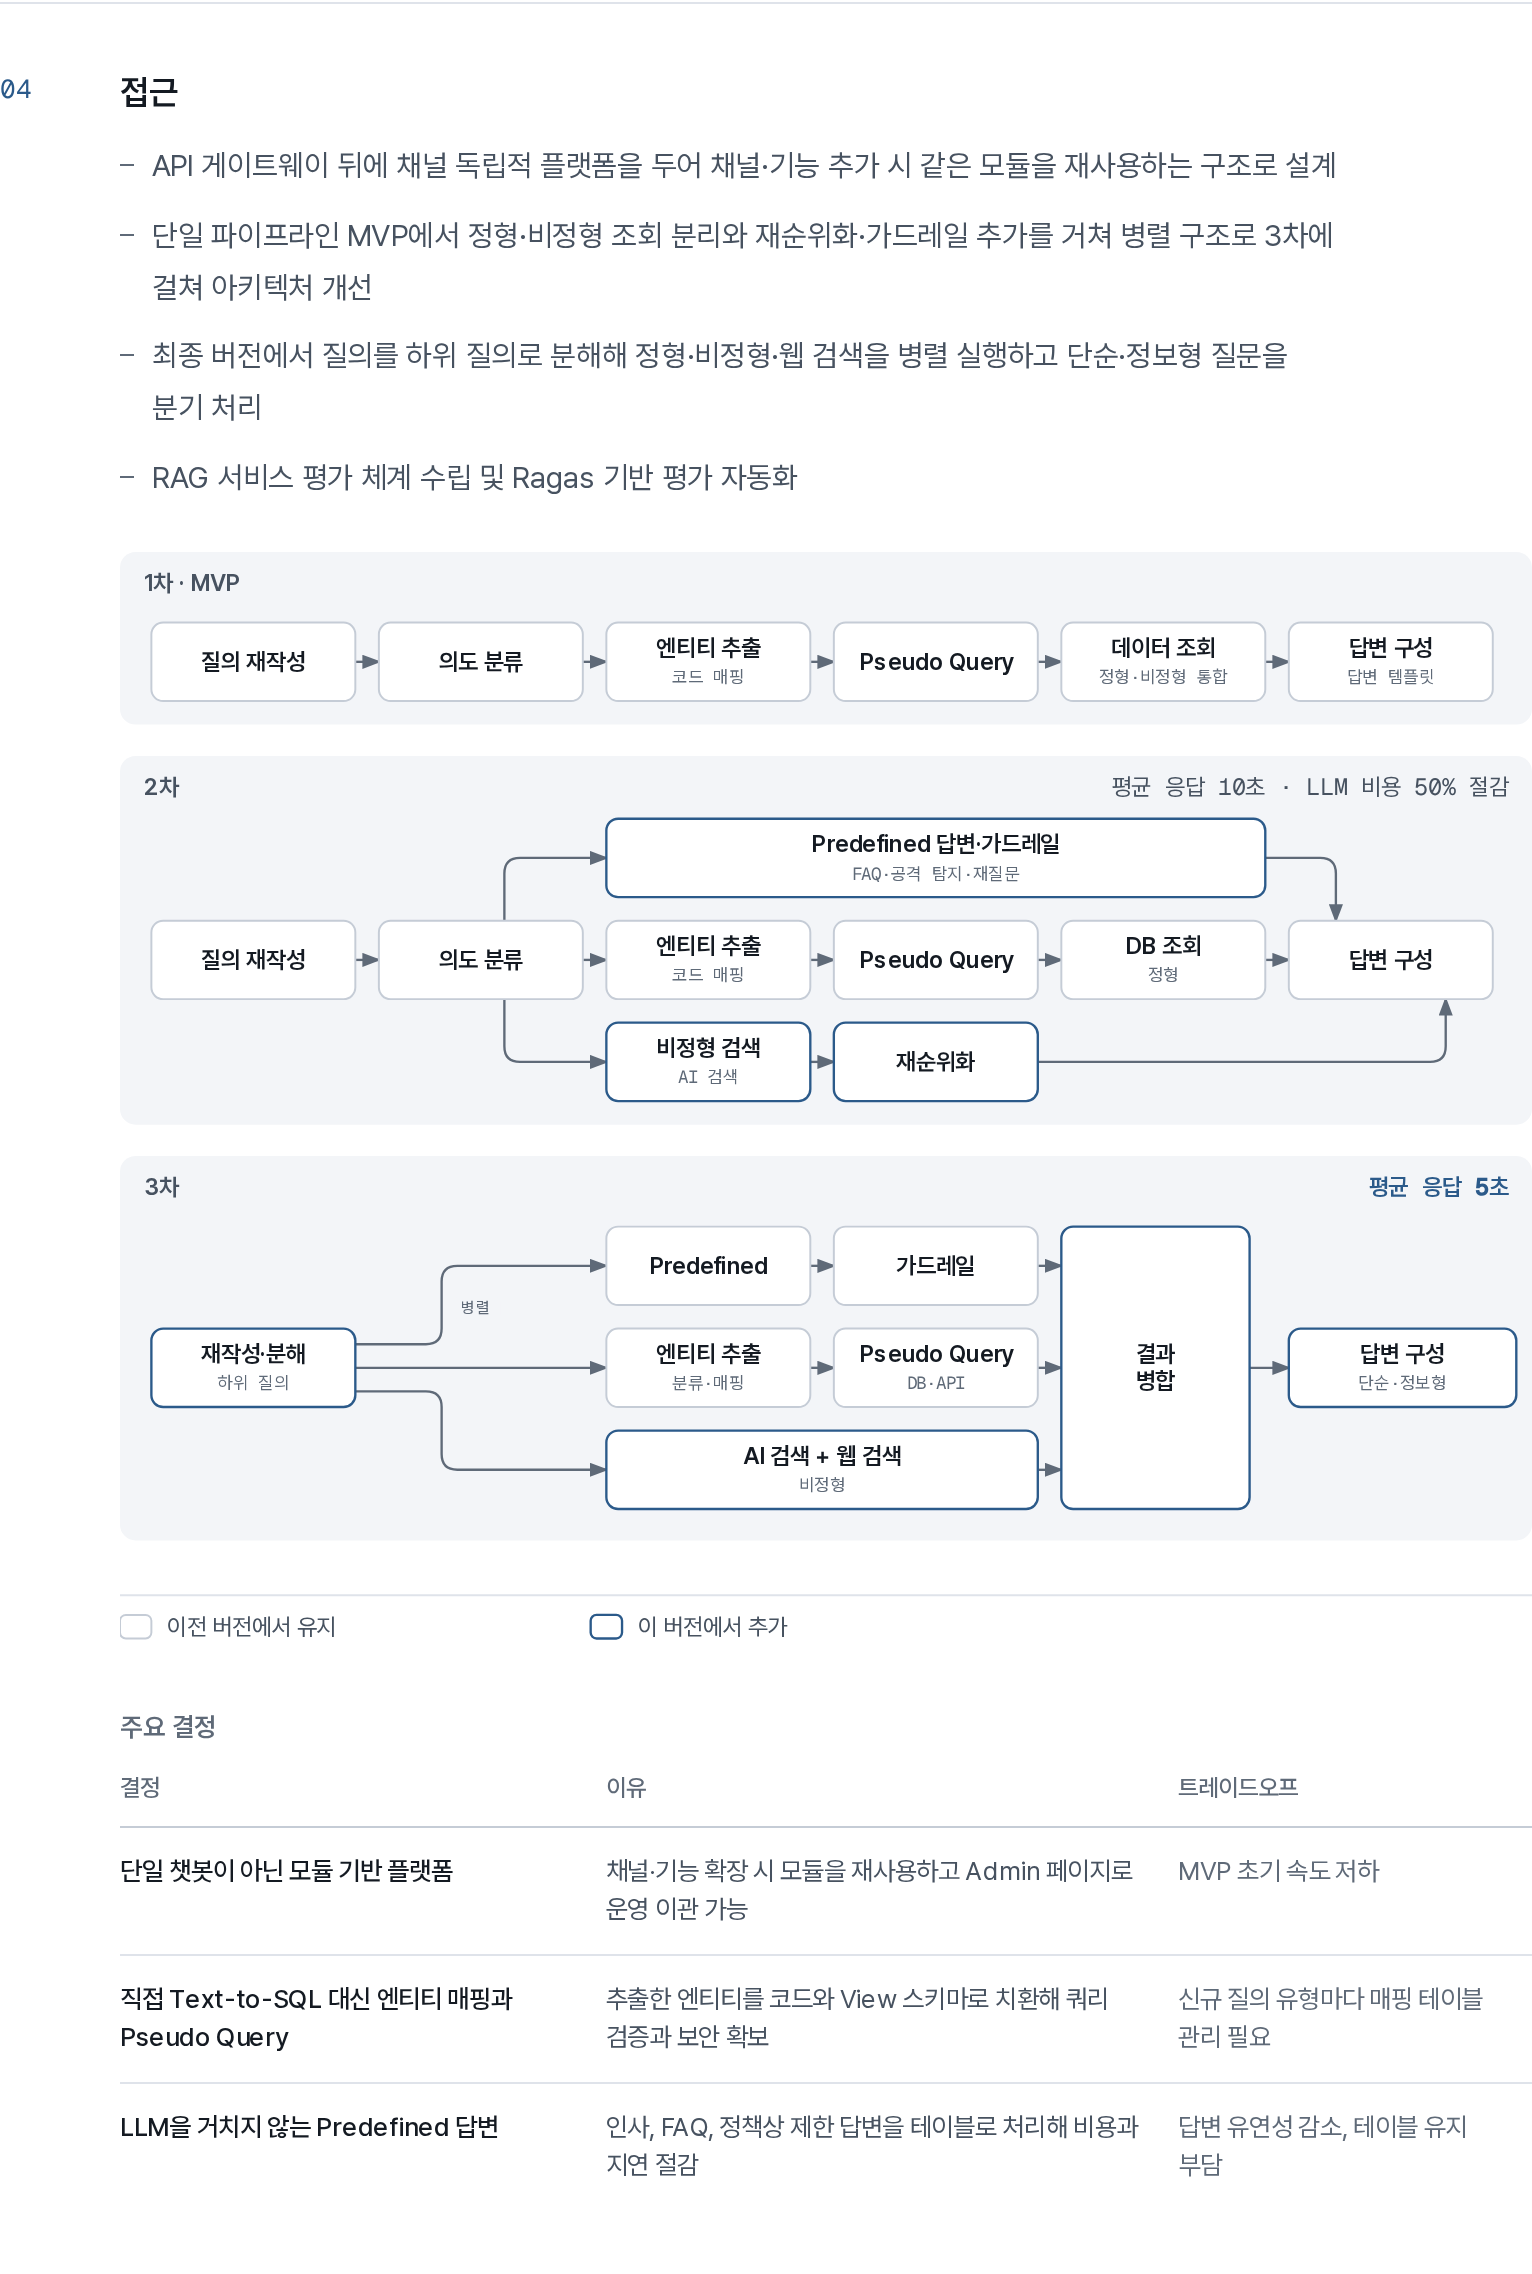 04
접근
– API 게이트웨이 뒤에 채널 독립적 플랫폼을 두어 채널·기능 추가 시 같은 모듈을 재사용하는 구조로 설계
– 단일 파이프라인 MVP에서 정형·비정형 조회 분리와 재순위화·가드레일 추가를 거쳐 병렬 구조로 3차에
걸쳐 아키텍처 개선
– 최종 버전에서 질의를 하위 질의로 분해해 정형·비정형·웹 검색을 병렬 실행하고 단순·정보형 질문을
분기 처리
– RAG 서비스 평가 체계 수립 및 Ragas 기반 평가 자동화
1차 · MVP
질의 재작성
의도 분류
엔티티 추출
코드 매핑
Pseudo Query
데이터 조회
정형·비정형 통합
답변 구성
답변 템플릿
2차
평균 응답 10초 · LLM 비용 50% 절감
Predefined 답변·가드레일
FAQ·공격 탐지·재질문
질의 재작성
의도 분류
엔티티 추출
코드 매핑
Pseudo Query
DB 조회
정형
답변 구성
비정형 검색
AI 검색
재순위화
3차
평균 응답 5초
Predefined
가드레일
병렬
재작성·분해
하위 질의
엔티티 추출
분류·매핑
Pseudo Query
DB·API
결과
병합
답변 구성
단순·정보형
AI 검색 + 웹 검색
비정형
이전 버전에서 유지
이 버전에서 추가
주요 결정
결정
이유
트레이드오프
단일 챗봇이 아닌 모듈 기반 플랫폼
채널·기능 확장 시 모듈을 재사용하고 Admin 페이지로
운영 이관 가능
MVP 초기 속도 저하
직접 Text-to-SQL 대신 엔티티 매핑과
Pseudo Query
추출한 엔티티를 코드와 View 스키마로 치환해 쿼리
검증과 보안 확보
신규 질의 유형마다 매핑 테이블
관리 필요
LLM을 거치지 않는 Predefined 답변
인사, FAQ, 정책상 제한 답변을 테이블로 처리해 비용과
지연 절감
답변 유연성 감소, 테이블 유지
부담